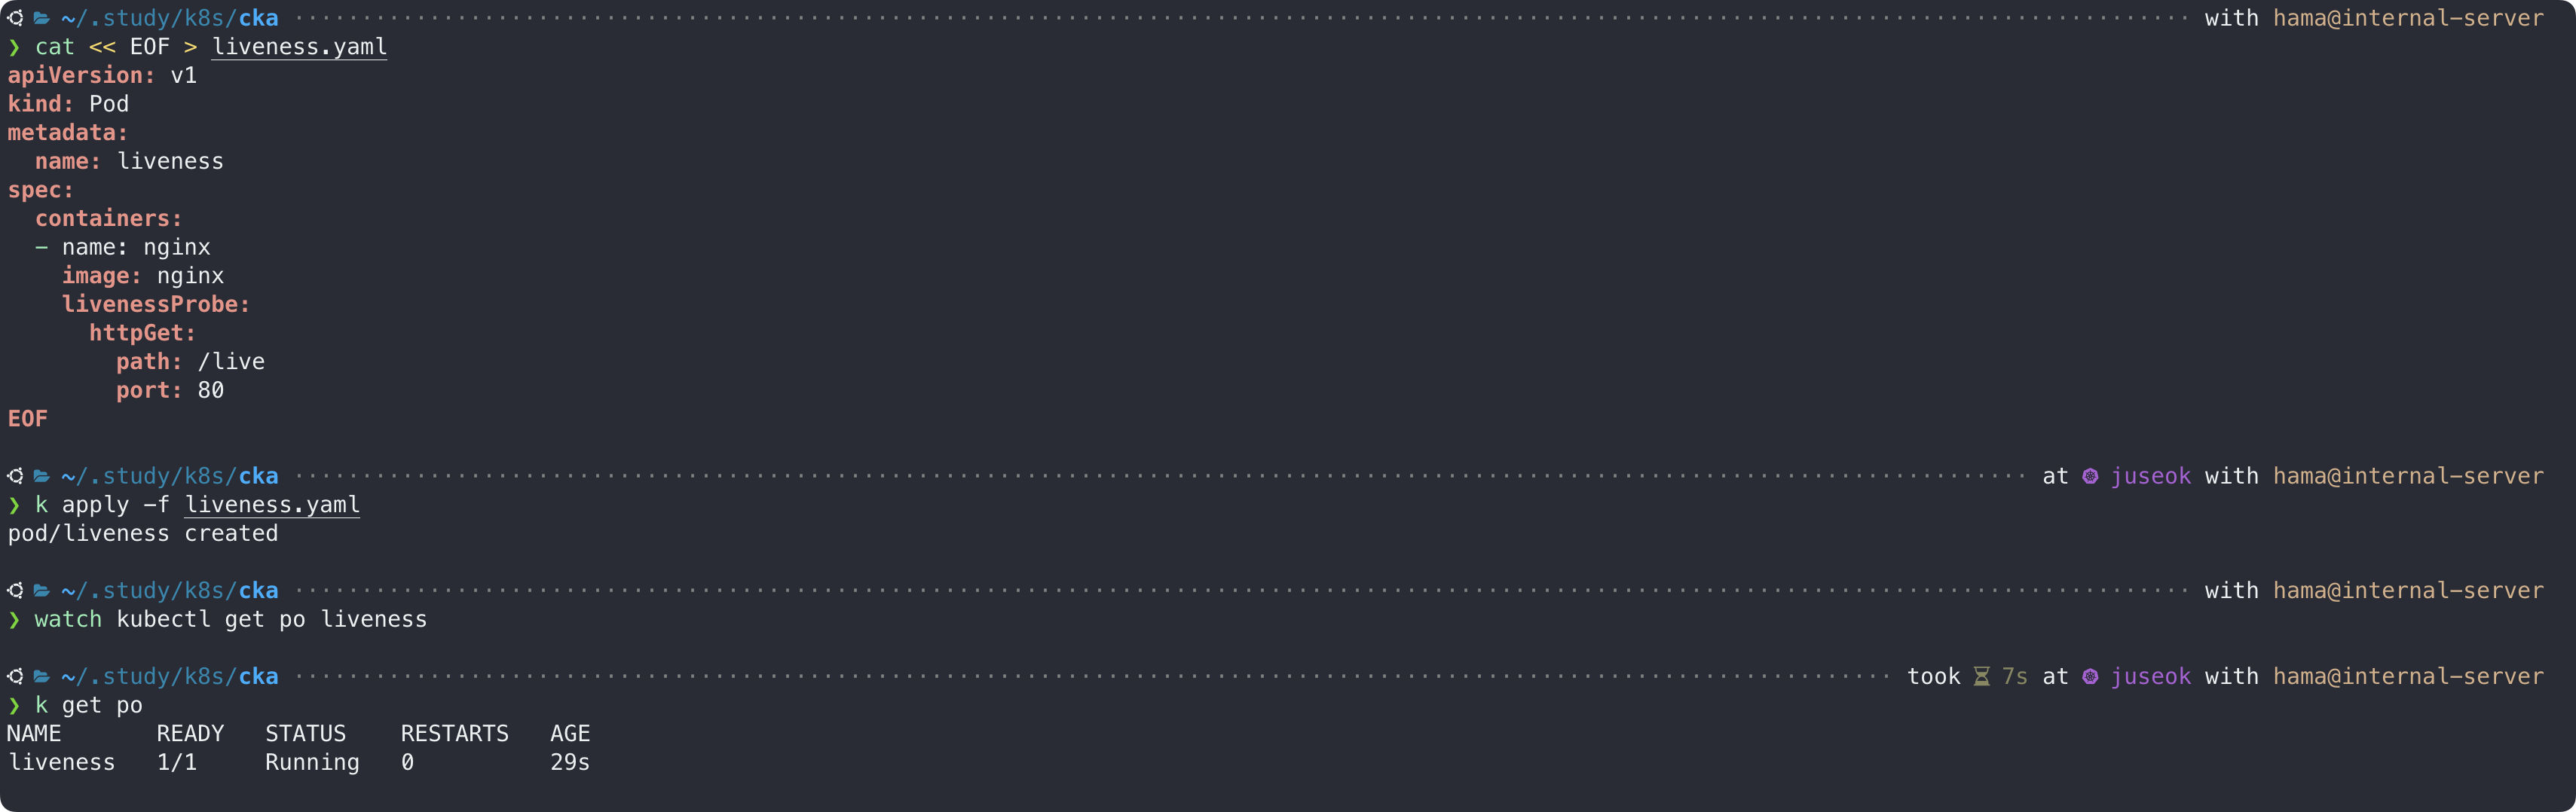 ~/.study/k8s/cka with hama@internal-server
❯ cat << EOF > liveness.yaml
apiVersion: v1
kind: Pod
metadata:
  name: liveness
spec:
  containers:
  - name: nginx
    image: nginx
    livenessProbe:
      httpGet:
        path: /live
        port: 80
EOF
~/.study/k8s/cka at juseok with hama@internal-server
❯ k apply -f liveness.yaml
pod/liveness created
~/.study/k8s/cka with hama@internal-server
❯ watch kubectl get po liveness
~/.study/k8s/cka took 7s at juseok with hama@internal-server
❯ k get po
NAME       READY   STATUS    RESTARTS   AGE
liveness   1/1     Running   0          29s